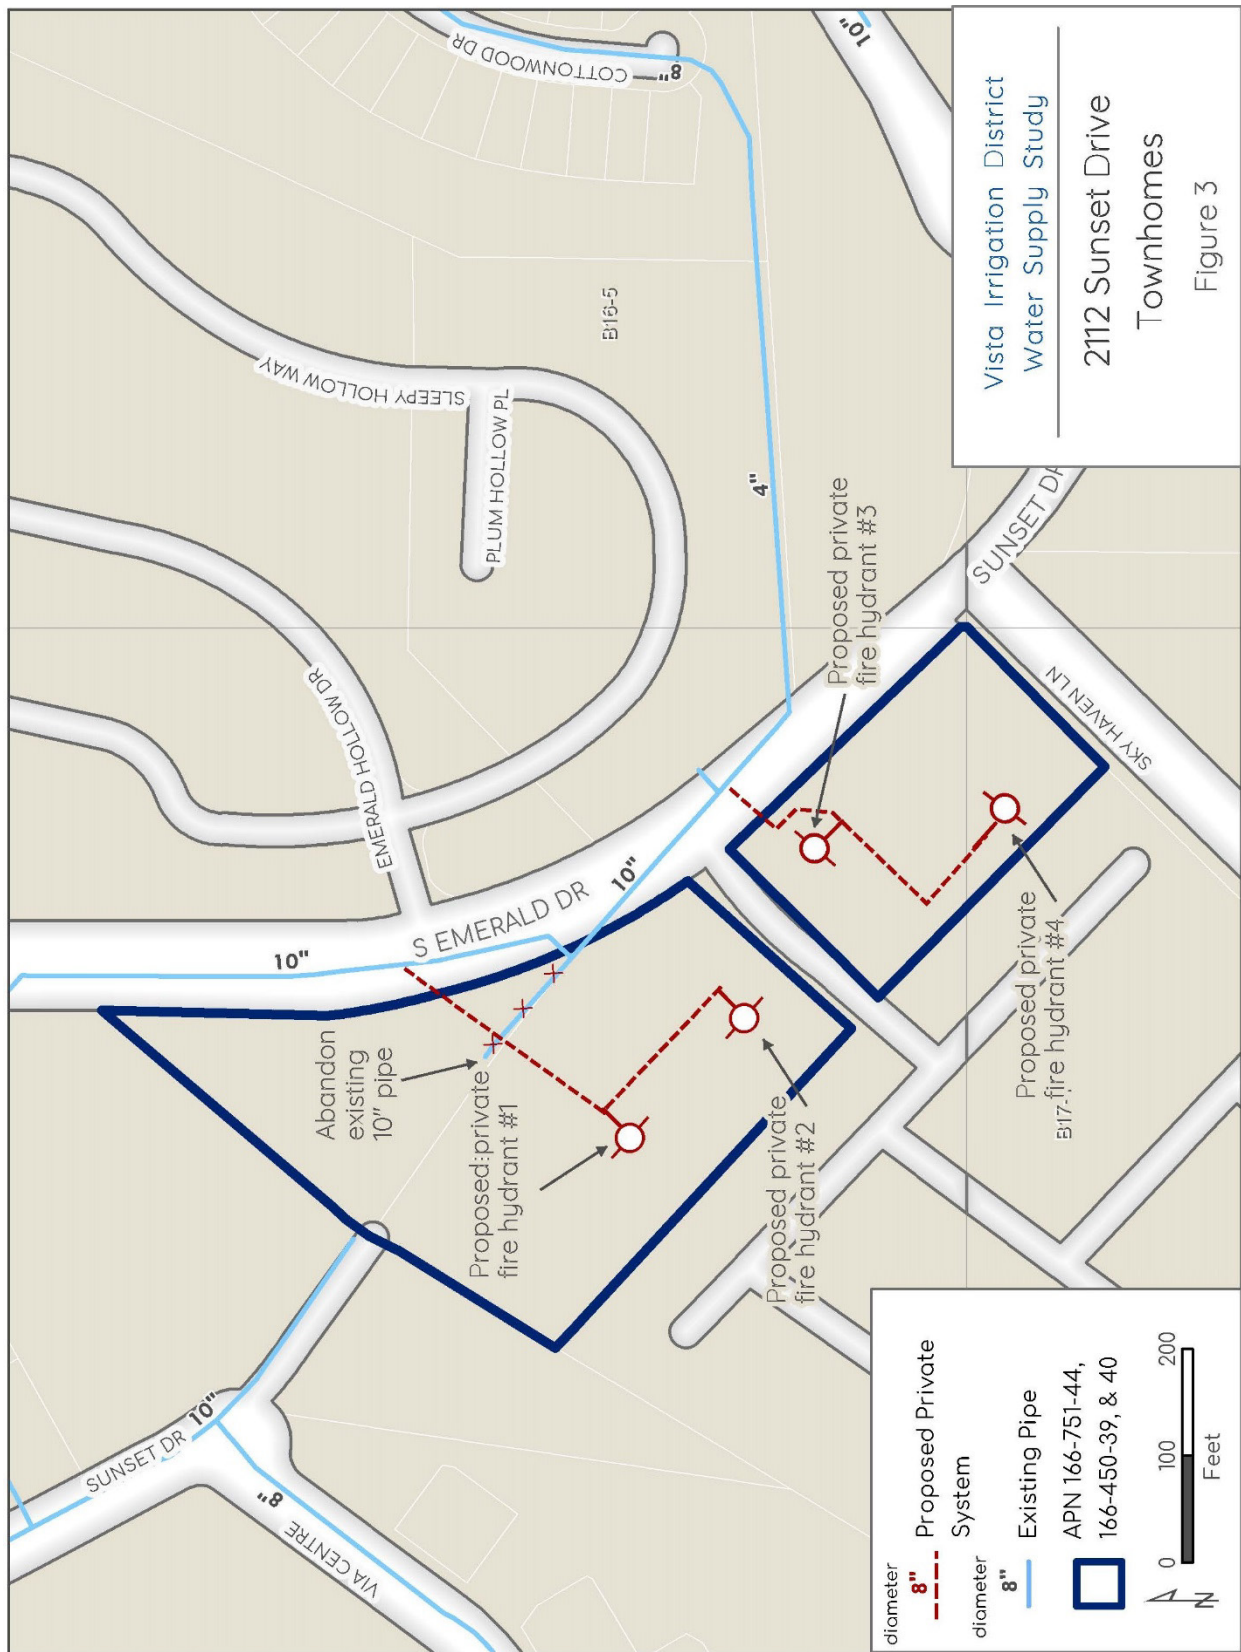 COTTONWOOD DR
8"
10"
SLEEPY HOLLOW WAY
PLUM HOLLOW PL
B16-5
4"
EMERALD HOLLOW DR
S EMERALD DR
10"
10"
SUNSET DR
SKY HAVEN LN
Abandon
existing
10" pipe
Proposed private
fire hydrant #1
Proposed private
fire hydrant #2
Proposed private
fire hydrant #3
Proposed private
fire hydrant #4
SUNSET DR
10"
8"
VIA CENTRE
Vista Irrigation District
Water Supply Study
2112 Sunset Drive
Townhomes
Figure 3
diameter
8"
Proposed Private
System
diameter
8"
Existing Pipe
APN 166-751-44,
166-450-39, & 40
N
0 100 200
Feet